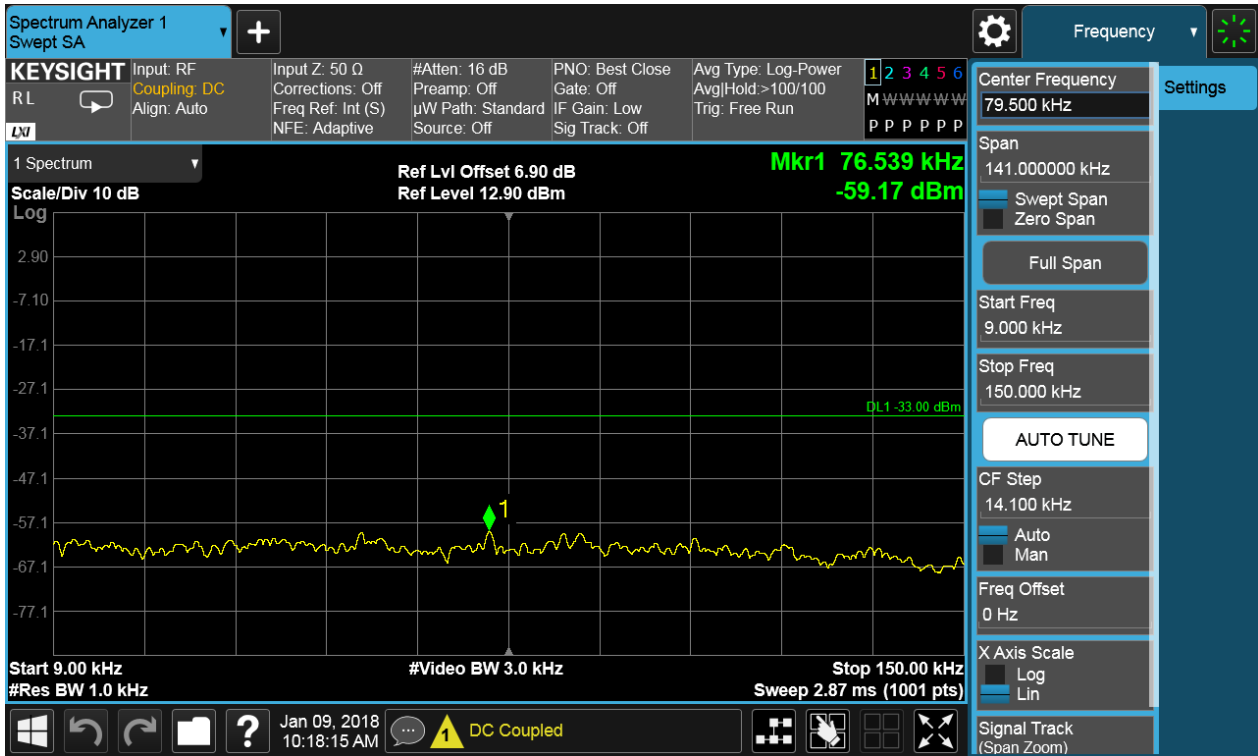 Spectrum Analyzer 1
Swept SA
+
Frequency
KEYSIGHT
R L
LXI
Input: RF
Coupling: DC
Align: Auto
Input Z: 50 Ω
Corrections: Off
Freq Ref: Int (S)
NFE: Adaptive
#Atten: 16 dB
Preamp: Off
µW Path: Standard
Source: Off
PNO: Best Close
Gate: Off
IF Gain: Low
Sig Track: Off
Avg Type: Log-Power
Avg|Hold:>100/100
Trig: Free Run
1 2 3 4 5 6
M W W W W W
P P P P P P
1 Spectrum
Scale/Div 10 dB
Log
Ref Lvl Offset 6.90 dB
Ref Level 12.90 dBm
Mkr1 76.539 kHz
-59.17 dBm
2.90
-7.10
-17.1
-27.1
-37.1
-47.1
-57.1
-67.1
-77.1
DL1 -33.00 dBm
1
Start 9.00 kHz
#Video BW 3.0 kHz
Stop 150.00 kHz
#Res BW 1.0 kHz
Sweep 2.87 ms (1001 pts)
Center Frequency
79.500 kHz
Span
141.000000 kHz
Swept Span
Zero Span
Full Span
Start Freq
9.000 kHz
Stop Freq
150.000 kHz
AUTO TUNE
CF Step
14.100 kHz
Auto
Man
Freq Offset
0 Hz
X Axis Scale
Log
Lin
Signal Track
(Span Zoom)
Settings
?
Jan 09, 2018
10:18:15 AM
1
DC Coupled